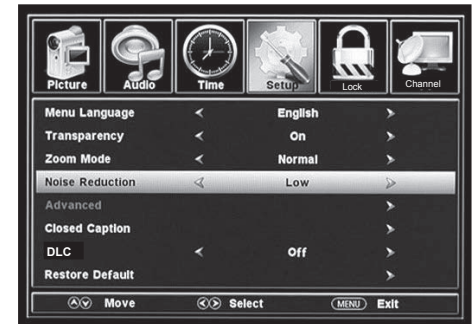 Picture Audio Time Setup Lock Channel
Menu Language English
Transparency On
Zoom Mode Normal
Noise Reduction Low
Advanced
Closed Caption
DLC Off
Restore Default
Move Select MENU Exit